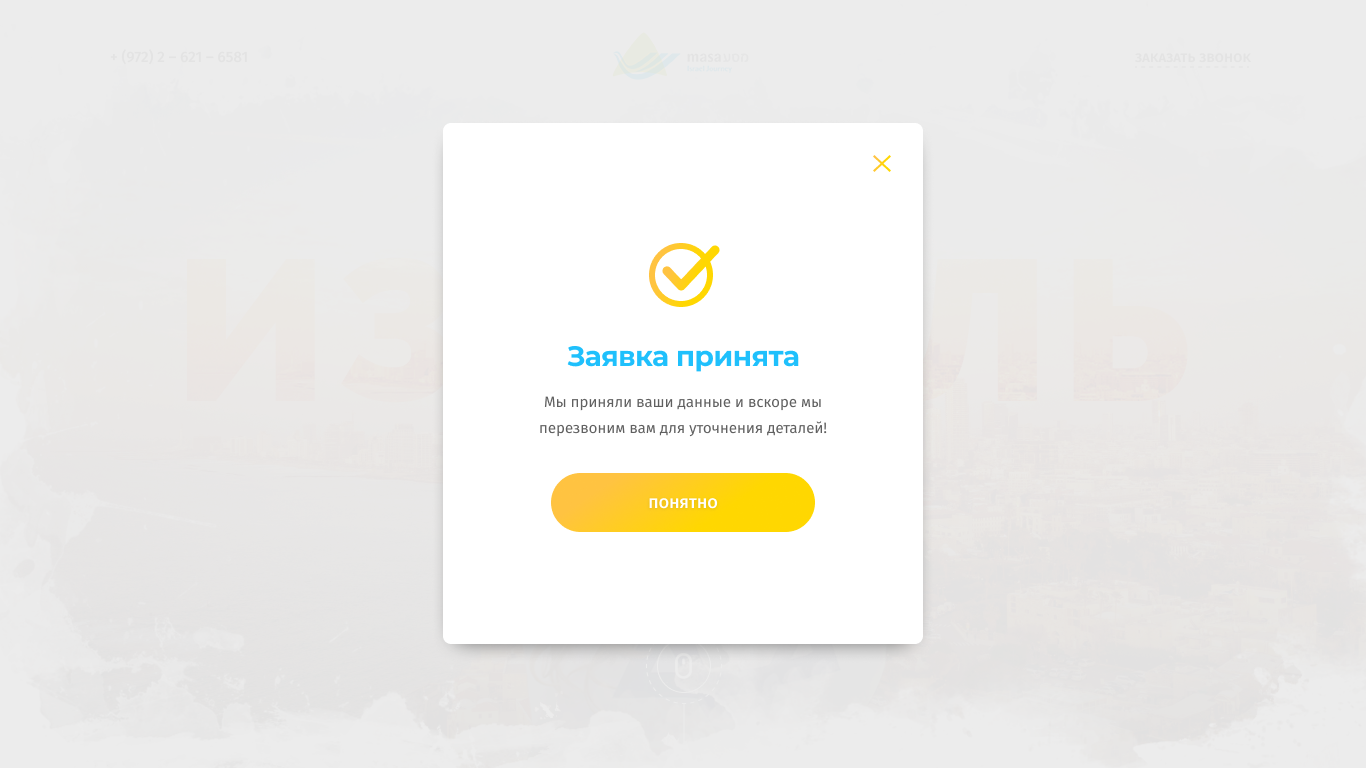 + (972) 2 – 621 – 6581
masa
ЗАКАЗАТЬ ЗВОНОК
Заявка принята
Мы приняли ваши данные и вскоре мы
перезвоним вам для уточнения деталей!
ПОНЯТНО